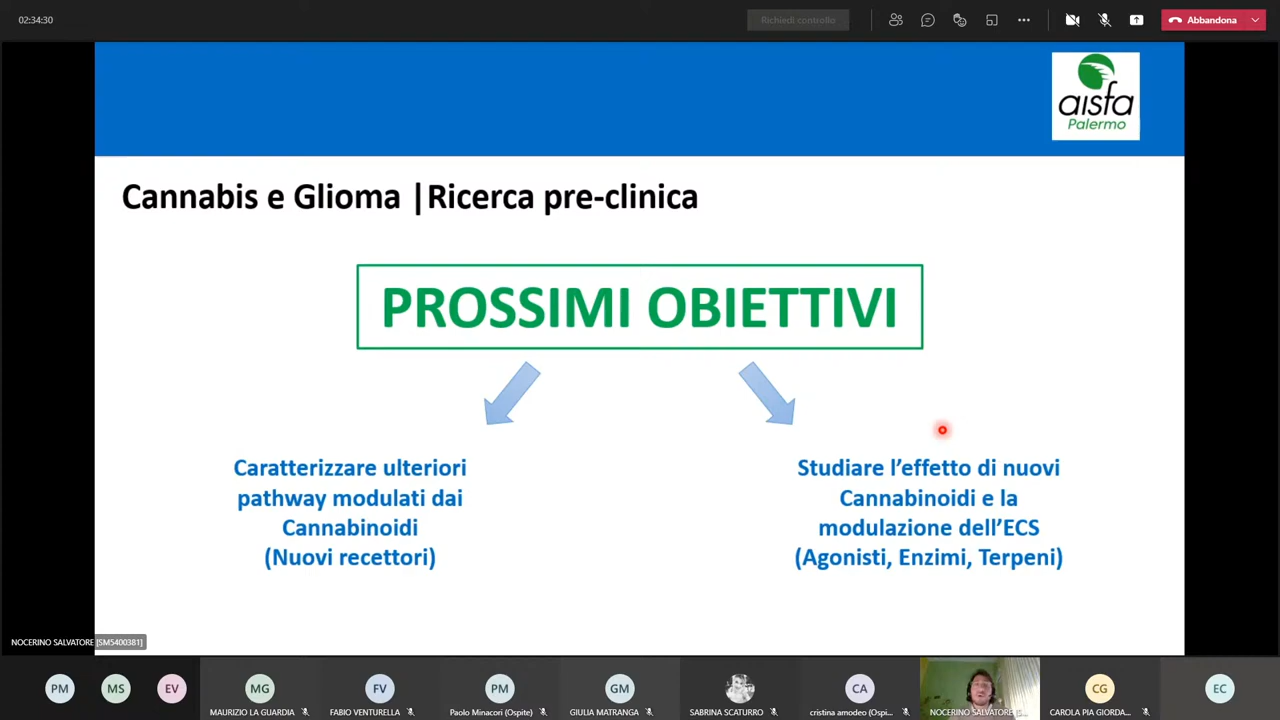 02:34:30
Richiedi controllo
Abbandona
aisfa
Palermo
Cannabis e Glioma |Ricerca pre-clinica
PROSSIMI OBIETTIVI
Caratterizzare ulteriori
pathway modulati dai
Cannabinoidi
(Nuovi recettori)
Studiare l’effetto di nuovi
Cannabinoidi e la
modulazione dell’ECS
(Agonisti, Enzimi, Terpeni)
NOCERINO SALVATORE [SM5400381]
PM
MS
EV
MG
MAURIZIO LA GUARDIA
FV
FABIO VENTURELLA
PM
Paolo Minacori (Ospite)
GM
GIULIA MATRANGA
SABRINA SCATURRO
CA
cristina amodeo (Ospi...
NOCERINO SALVATORE [S...
CG
CAROLA PIA GIORDA...
EC